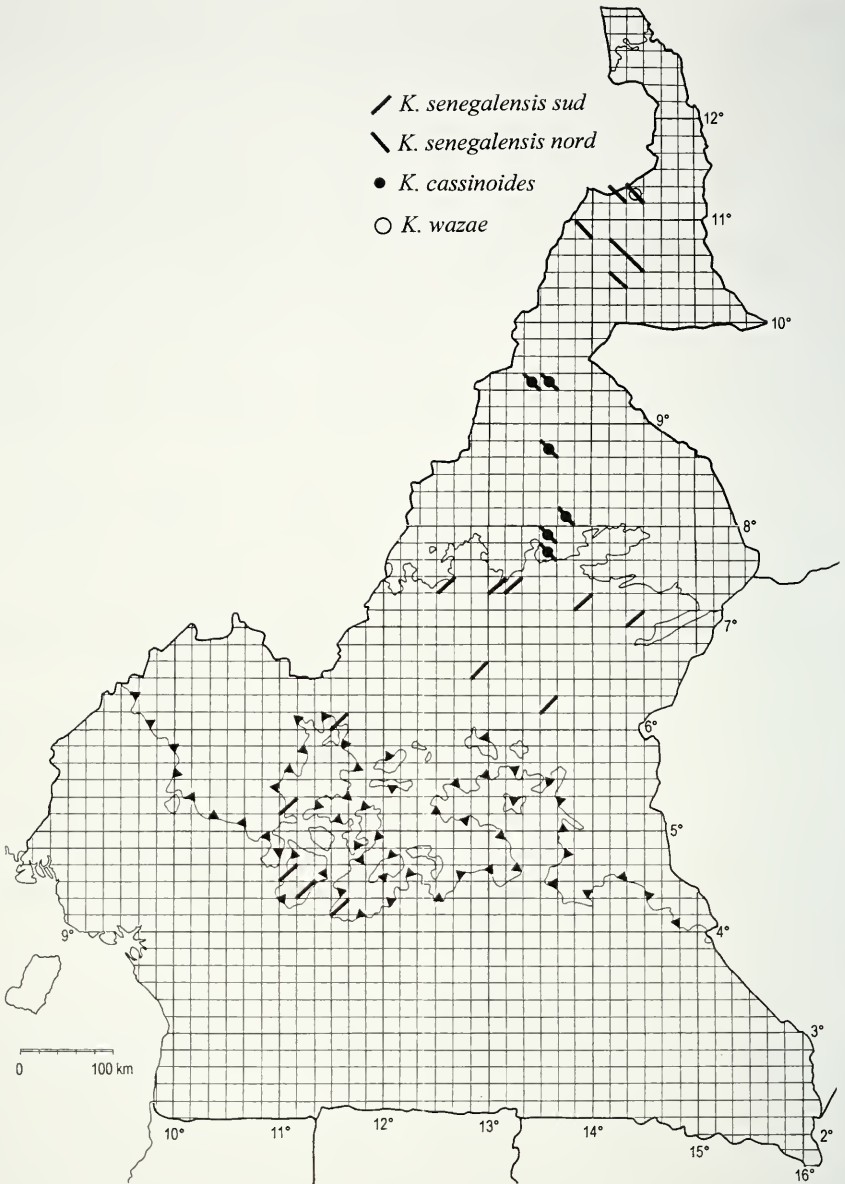 K. senegalensis sud
K. senegalensis nord
K. cassinoides
K. wazae
12°
11°
10°
9°
8°
7°
6°
5°
9°
4°
3°
0 100 km
10° 11° 12° 13° 14° 15° 16°
2°